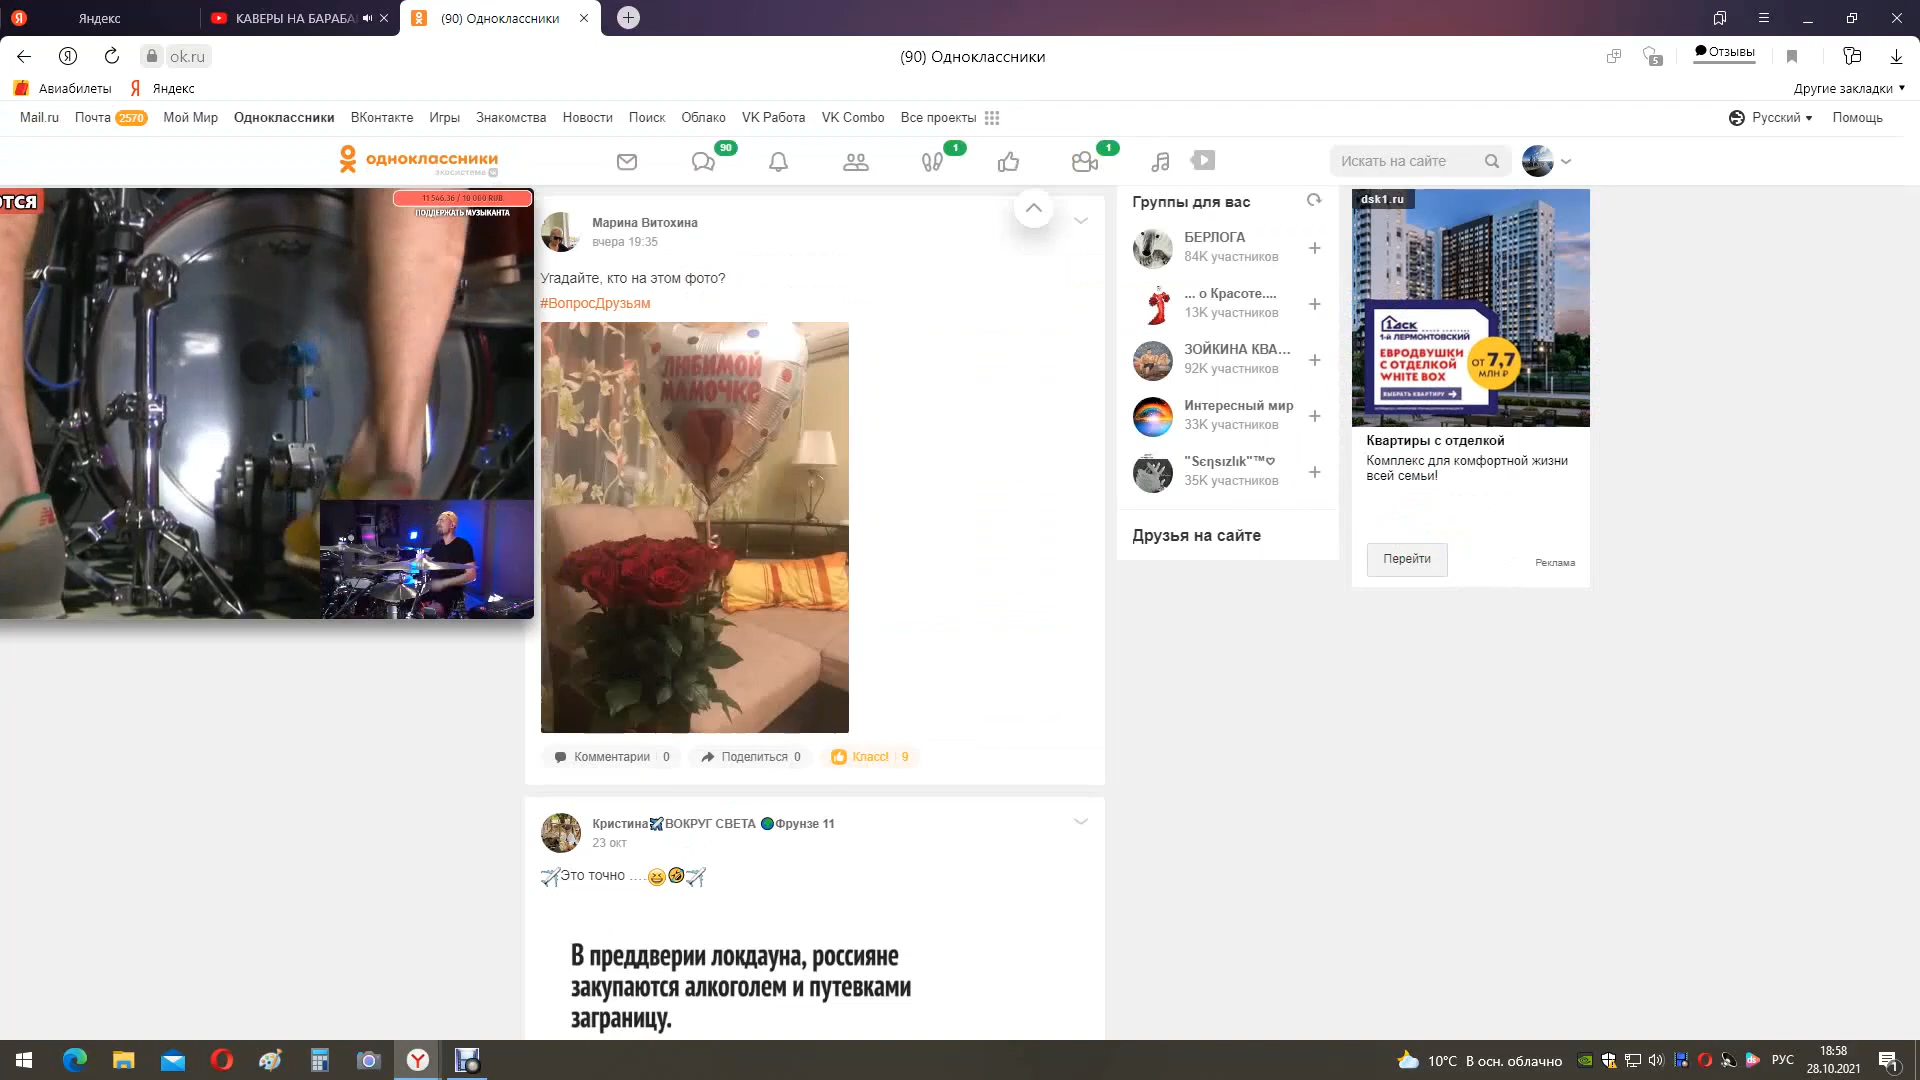 Яндекс
КАВЕРЫ НА БАРАБА
(90) Одноклассники
ok.ru
(90) Одноклассники
5
Отзывы
Авиабилеты
Яндекс
Другие закладки
Mail.ru Почта 2570 Мой Мир Одноклассники ВКонтакте Игры Знакомства Новости Поиск Облако VK Работа VK Combo Все проекты
Русский Помощь
одноклассники
экосистема
90
1
1
Искать на сайте
ются
11 546.36 / 10 000 RUB
ПОДДЕРЖАТЬ МУЗЫКАНТА
Марина Витохина
вчера 19:35
Угадайте, кто на этом фото?
#ВопросДрузьям
ЛЮБИМОЙ
МАМОЧКЕ
Комментарии 0 Поделиться 0 Класс! 9
Кристина ВОКРУГ СВЕТА Фрунзе 11
23 окт
Это точно ....
В преддверии локдауна, россияне
закупаются алкоголем и путевками
заграницу.
Группы для вас
БЕРЛОГА
84K участников
... о Красоте....
13K участников
ЗОЙКИНА КВА...
92K участников
Интересный мир
33K участников
"Sєηsızlık"™♡
35K участников
Друзья на сайте
dsk1.ru
1ДСК
1-й ЛЕРМОНТОВСКИЙ
ЕВРОДВУШКИ
С ОТДЕЛКОЙ
WHITE BOX
ОТ 7,7
МЛН ₽
ВЫБРАТЬ КВАРТИРУ
Квартиры с отделкой
Комплекс для комфортной жизни
всей семьи!
Перейти
Реклама
10°C В осн. облачно
РУС
18:58
28.10.2021
1